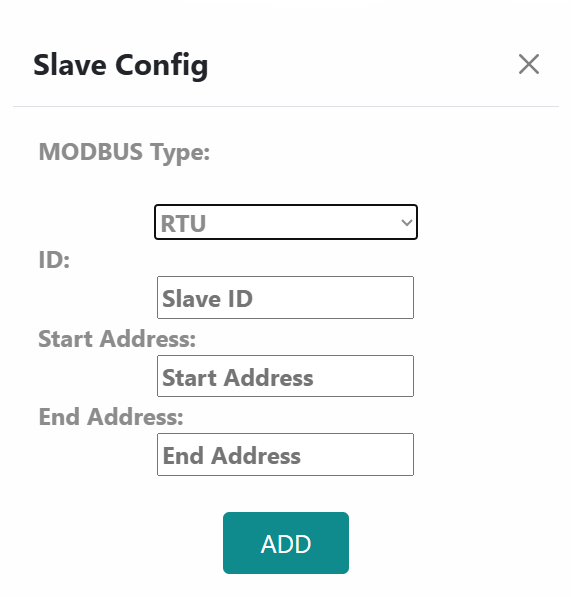 Slave Config
MODBUS Type:
RTU
ID:
Slave ID
Start Address:
Start Address
End Address:
End Address
ADD